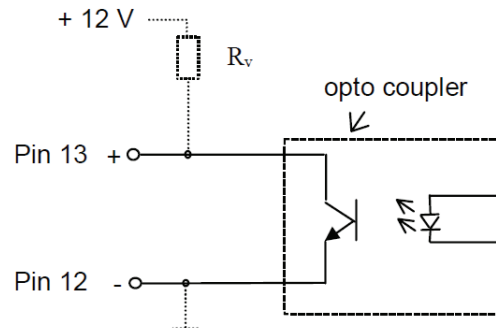 + 12 V
Rv
opto coupler
Pin 13 +
Pin 12 -